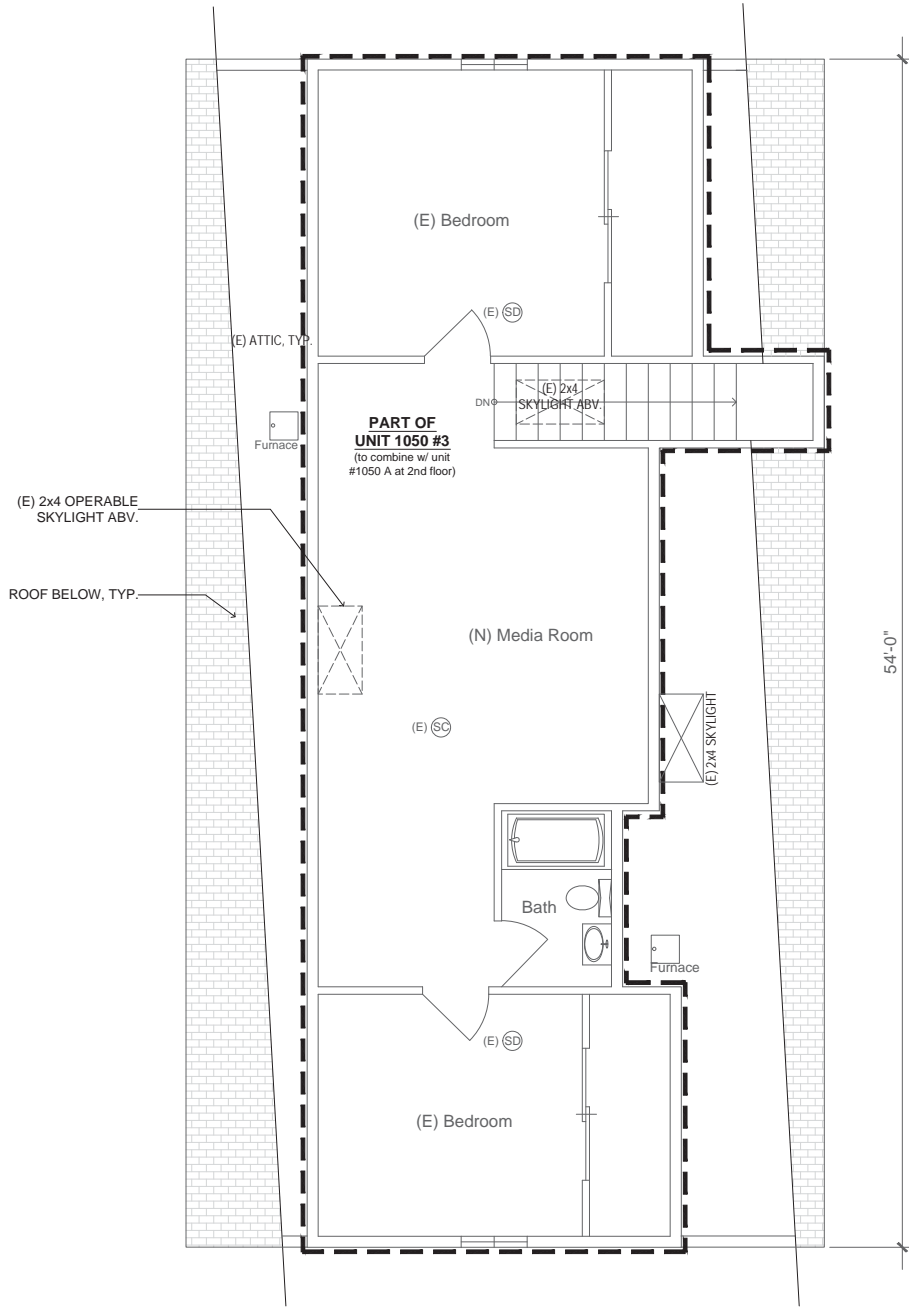 (E) Bedroom
(E) SD
(E) ATTIC, TYP.
DN
(E) 2x4
SKYLIGHT ABV.
PART OF
UNIT 1050 #3
(to combine w/ unit
#1050 A at 2nd floor)
Furnace
(E) 2x4 OPERABLE
SKYLIGHT ABV.
ROOF BELOW, TYP.
(N) Media Room
54'-0"
(E) SC
(E) 2x4 SKYLIGHT
Bath
Furnace
(E) SD
(E) Bedroom